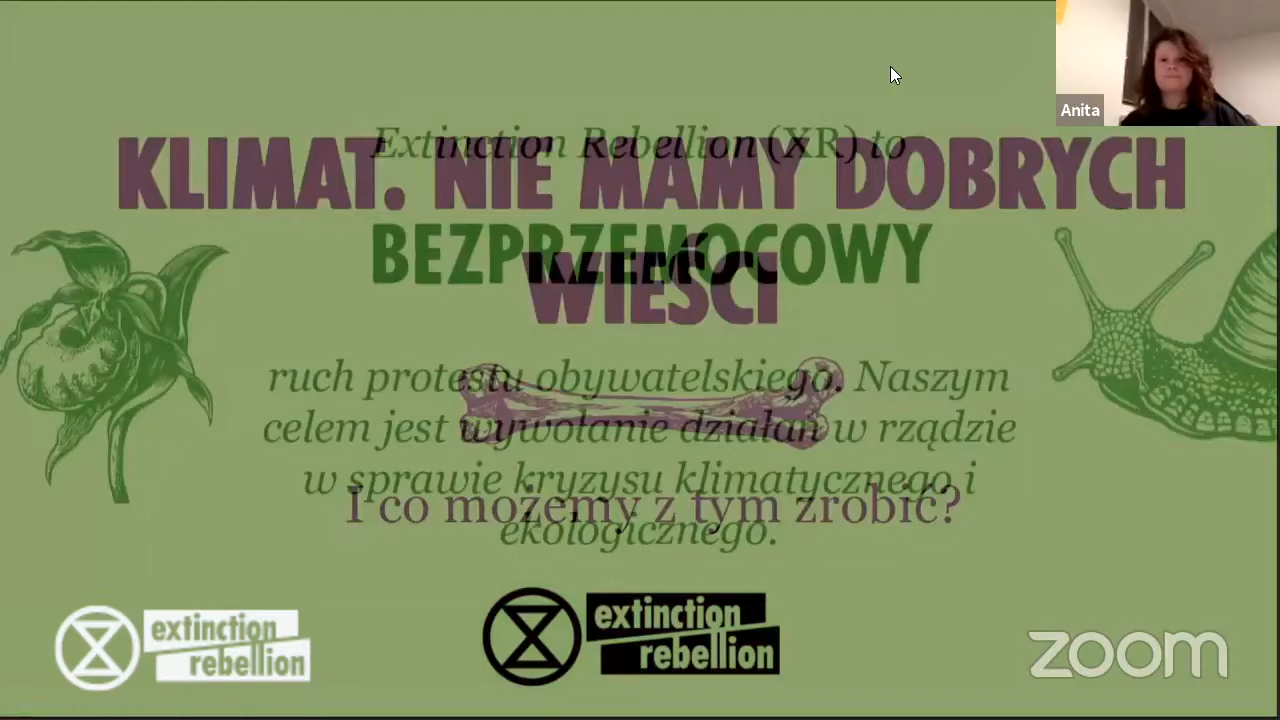 Anita
Extinction Rebellion (XR) to
KLIMAT. NIE MAMY DOBRYCH
BEZPRZEMOCOWY
WIEŚCI
ruch protestu obywatelskiego. Naszym
celem jest wywołanie działań w rządzie
w sprawie kryzysu klimatycznego i
I co możemy z tym zrobić?
ekologicznego.
extinction
rebellion
extinction
rebellion
zoom